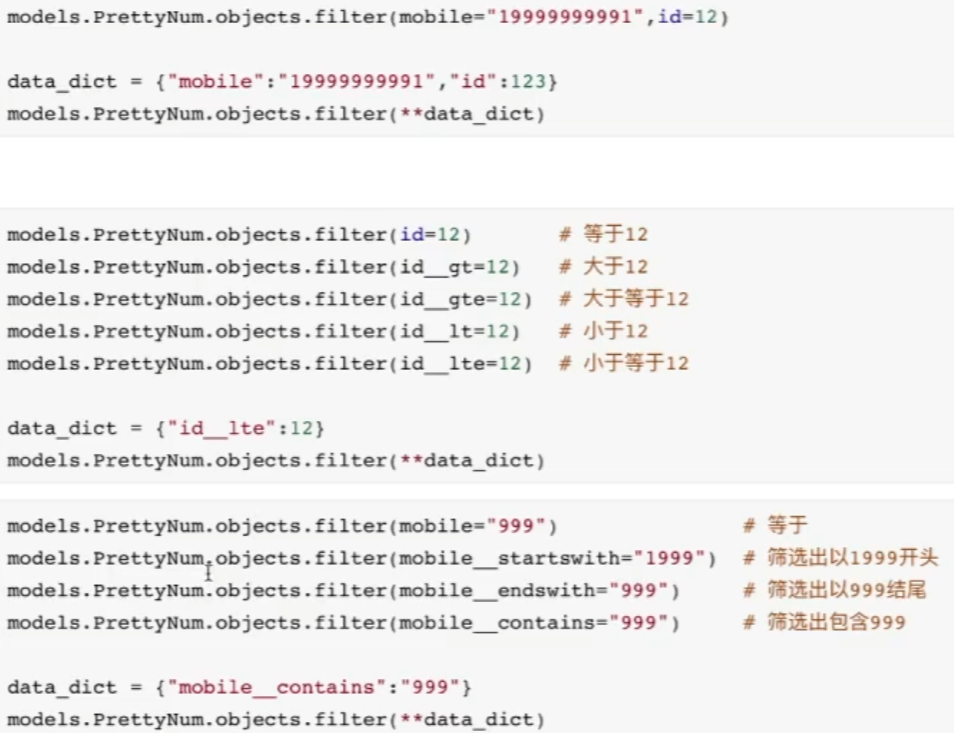 models.PrettyNum.objects.filter(mobile="19999999991",id=12)
data_dict = {"mobile":"19999999991","id":123}
models.PrettyNum.objects.filter(**data_dict)
models.PrettyNum.objects.filter(id=12)       # 等于12
models.PrettyNum.objects.filter(id__gt=12)   # 大于12
models.PrettyNum.objects.filter(id__gte=12)  # 大于等于12
models.PrettyNum.objects.filter(id__lt=12)   # 小于12
models.PrettyNum.objects.filter(id__lte=12)  # 小于等于12
data_dict = {"id__lte":12}
models.PrettyNum.objects.filter(**data_dict)
models.PrettyNum.objects.filter(mobile="999")               # 等于
models.PrettyNum.objects.filter(mobile__startswith="1999")  # 筛选出以1999开头
models.PrettyNum.objects.filter(mobile__endswith="999")     # 筛选出以999结尾
models.PrettyNum.objects.filter(mobile__contains="999")     # 筛选出包含999
data_dict = {"mobile__contains":"999"}
models.PrettyNum.objects.filter(**data_dict)